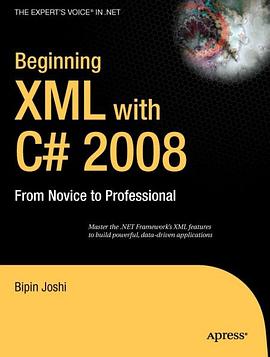 THE EXPERT'S VOICE® IN .NET
Beginning
XML with
C# 2008
From Novice to Professional
Master the .NET Framework's XML features
to build powerful, data-driven applications
Bipin Joshi
Apress®